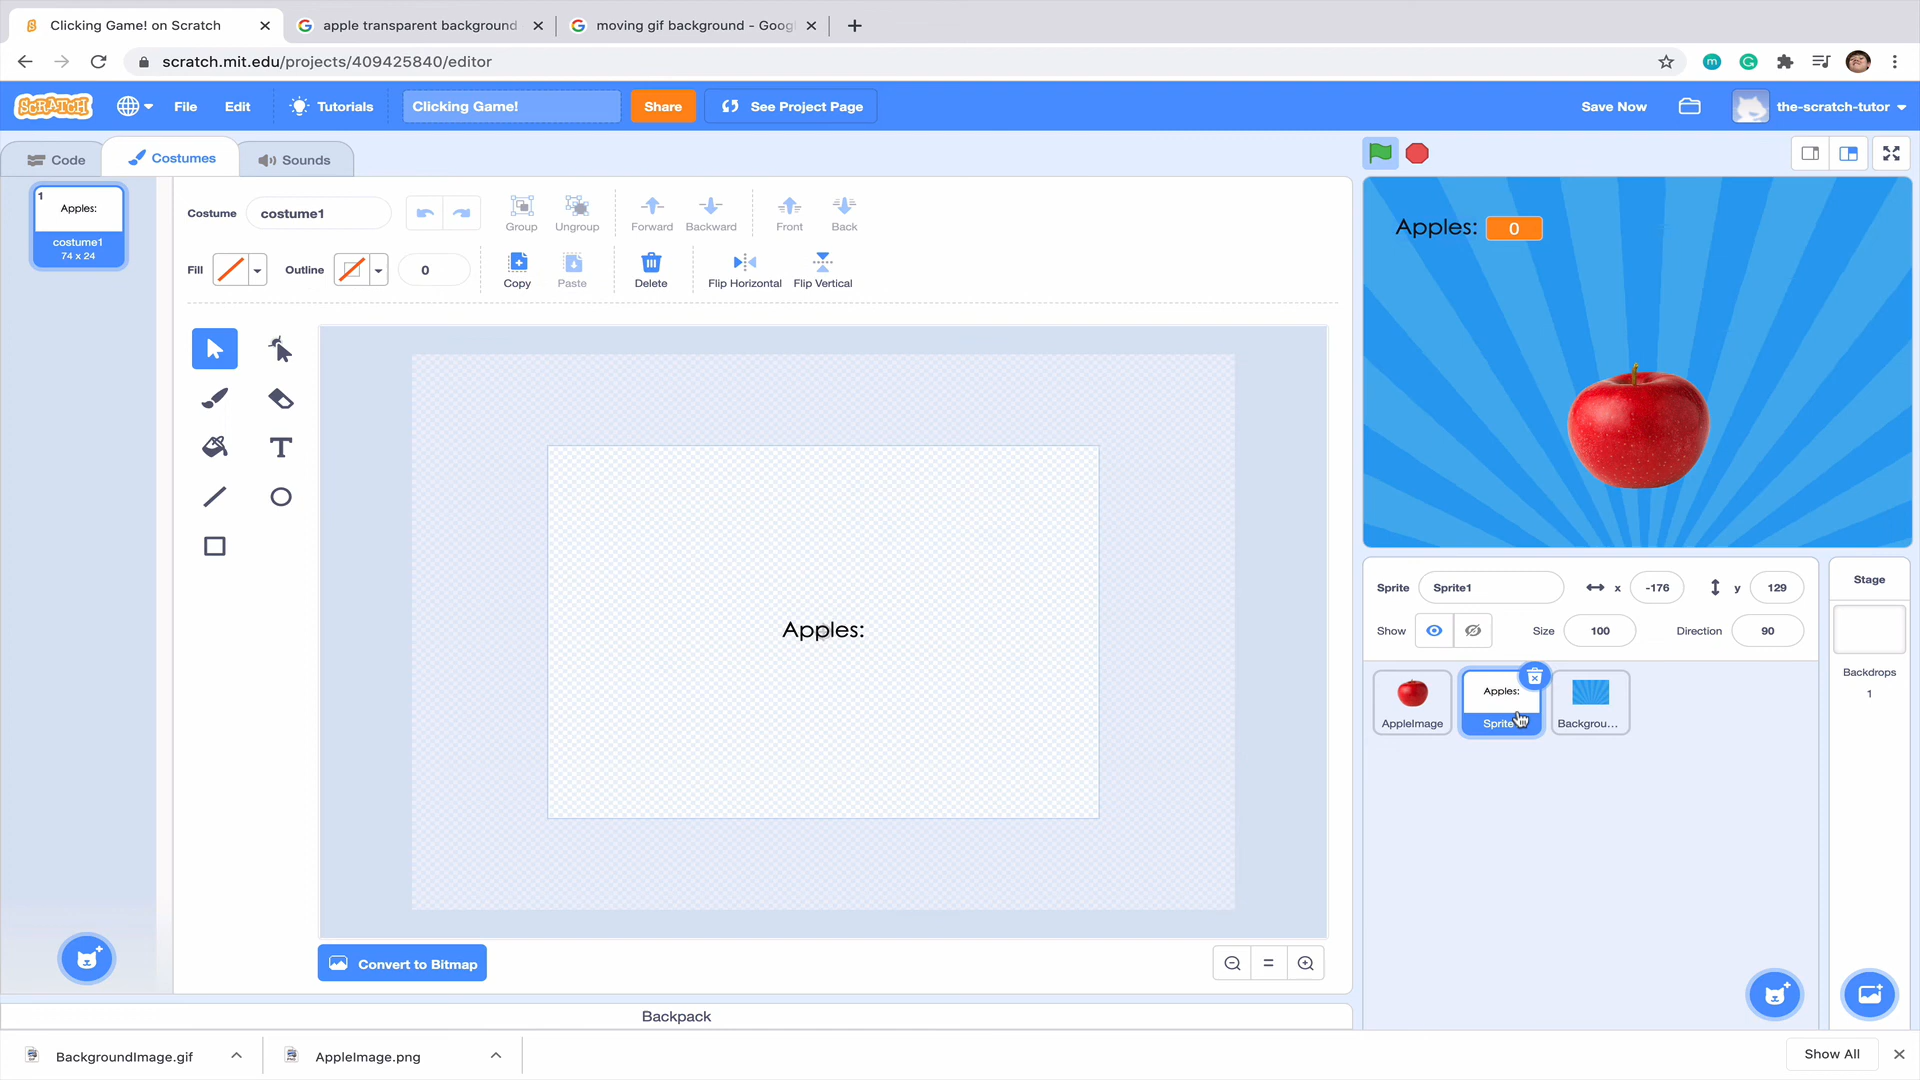 Clicking Game! on Scratch
apple transparent background
moving gif background - Goog
scratch.mit.edu/projects/409425840/editor
SCRATCH
File
Edit
Tutorials
Clicking Game!
Share
See Project Page
Save Now
the-scratch-tutor
Code
Costumes
Sounds
1
Apples:
costume1
74 x 24
Costume
costume1
Group
Ungroup
Forward
Backward
Front
Back
Fill
Outline
0
Copy
Paste
Delete
Flip Horizontal
Flip Vertical
T
Apples:
Convert to Bitmap
Backpack
Apples: 0
Sprite
Sprite1
x
-176
y
129
Show
Size
100
Direction
90
AppleImage
Apples:
Sprite
Backgrou...
Stage
Backdrops
1
BackgroundImage.gif
AppleImage.png
Show All